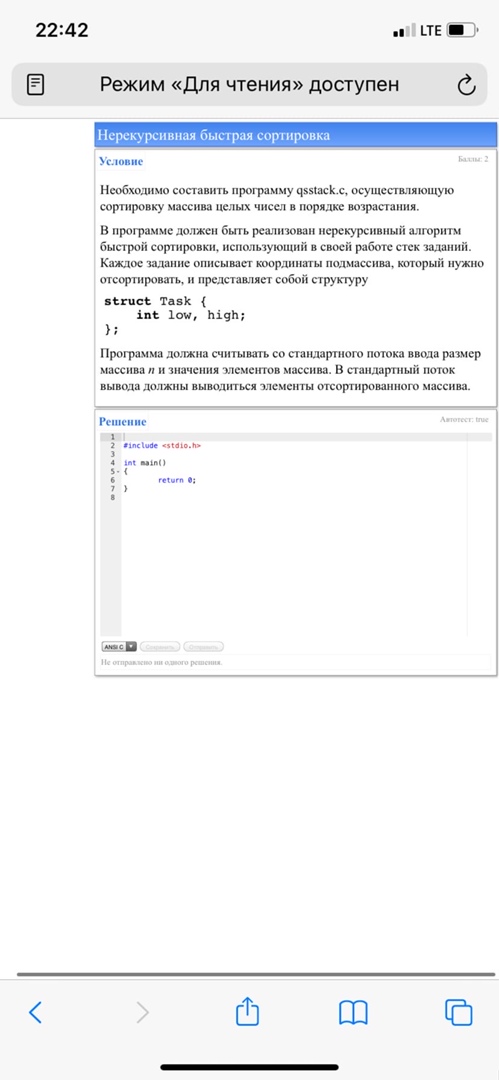 22:42
LTE
Режим «Для чтения» доступен
Нерекурсивная быстрая сортировка
Условие
Баллы: 2
Необходимо составить программу qsstack.c, осуществляющую
сортировку массива целых чисел в порядке возрастания.
В программе должен быть реализован нерекурсивный алгоритм
быстрой сортировки, использующий в своей работе стек заданий.
Каждое задание описывает координаты подмассива, который нужно
отсортировать, и представляет собой структуру
struct Task {
int low, high;
};
Программа должна считывать со стандартного потока ввода размер
массива n и значения элементов массива. В стандартный поток
вывода должны выводиться элементы отсортированного массива.
Решение
Автотест: true
1
2 #include <stdio.h>
3
4 int main()
5 {
6 return 0;
7 }
8
ANSI C
Сохранить
Отправить
Не отправлено ни одного решения.